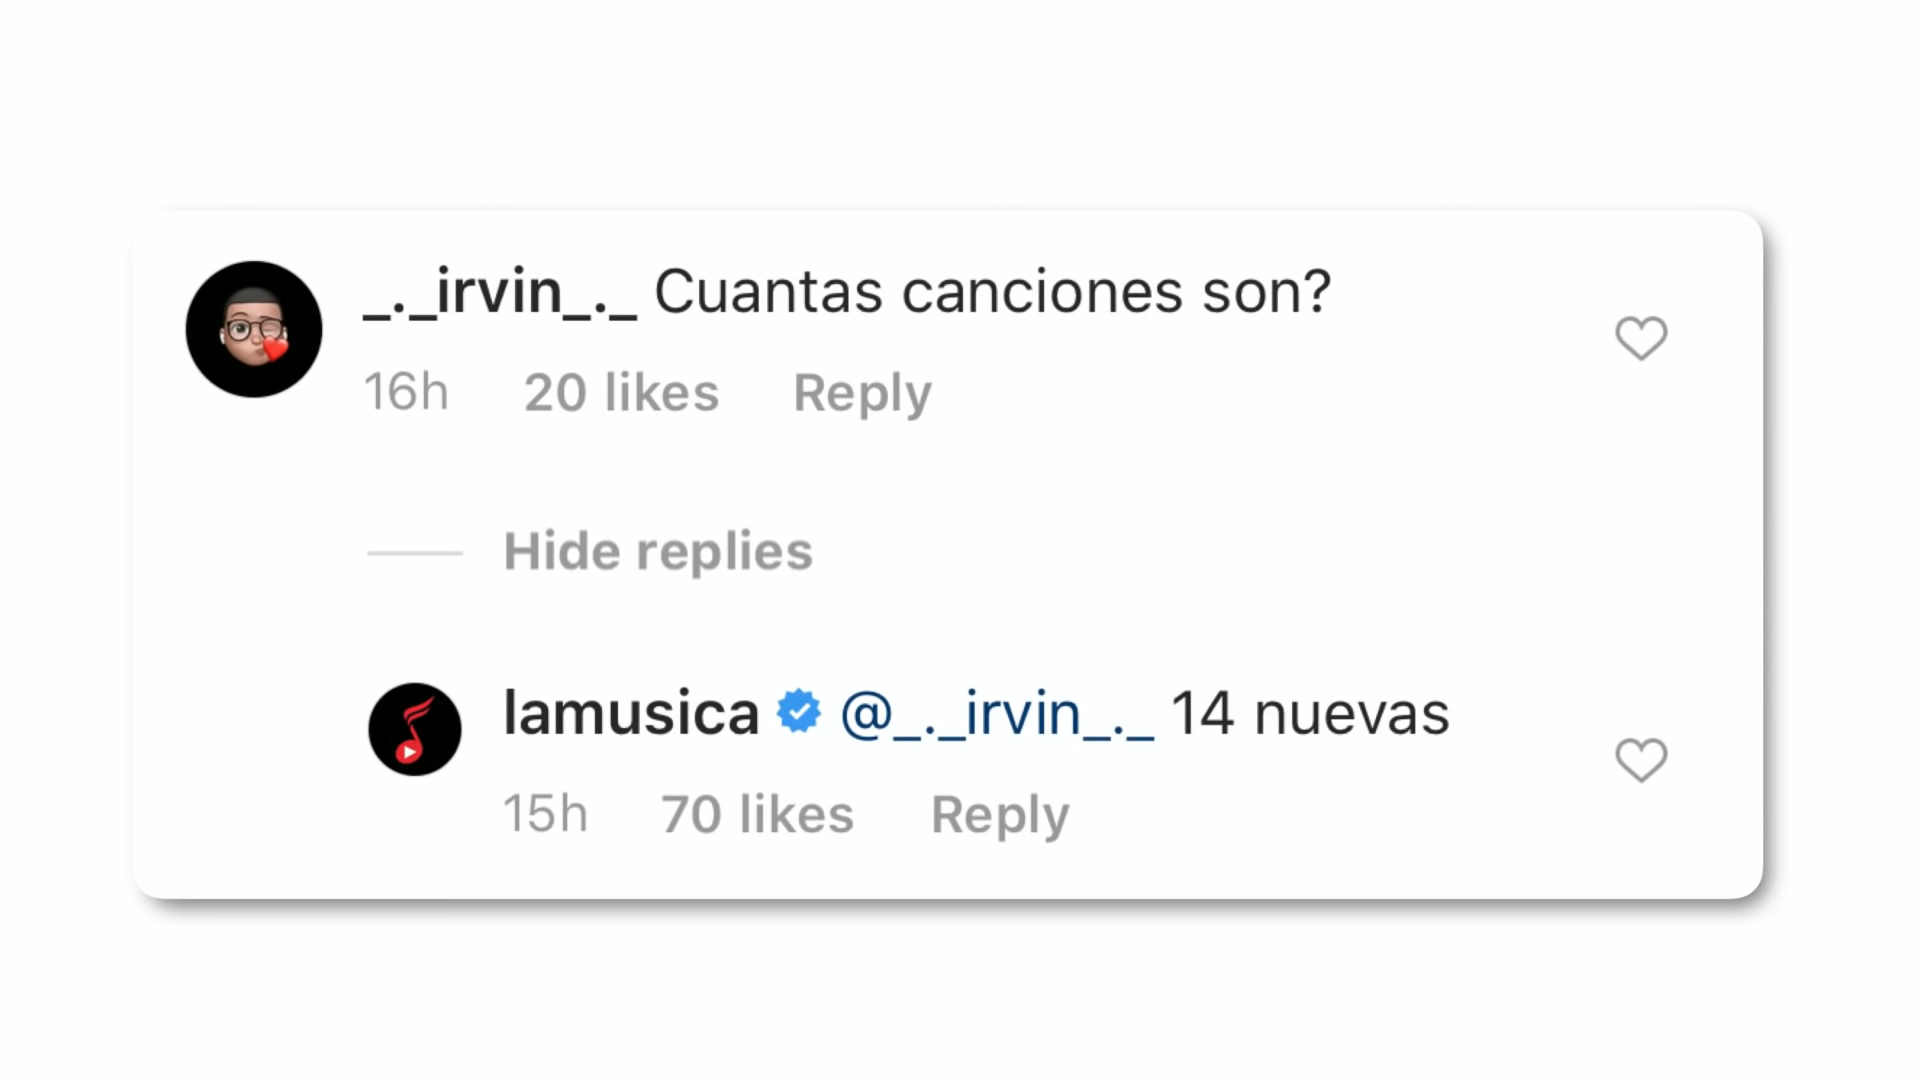 _._irvin_._ Cuantas canciones son?
16h 20 likes Reply
Hide replies
lamusica @_._irvin_._ 14 nuevas
15h 70 likes Reply